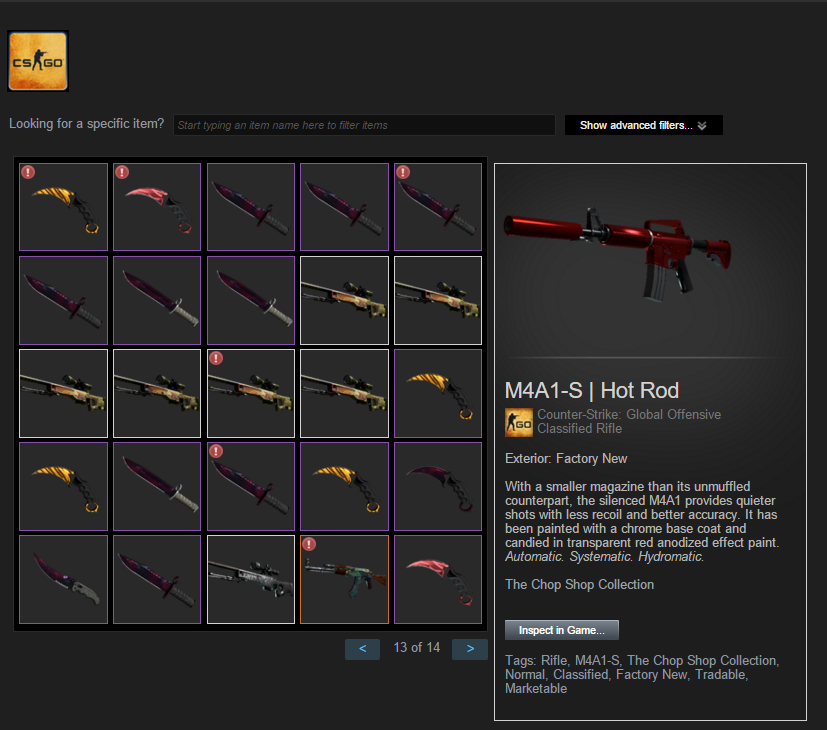 CS GO
Looking for a specific item?
Start typing an item name here to filter items
Show advanced filters...
M4A1-S | Hot Rod
GO
Counter-Strike: Global Offensive
Classified Rifle
Exterior: Factory New
With a smaller magazine than its unmuffled
counterpart, the silenced M4A1 provides quieter
shots with less recoil and better accuracy. It has
been painted with a chrome base coat and
candied in transparent red anodized effect paint.
Automatic. Systematic. Hydromatic.
The Chop Shop Collection
Inspect in Game...
< 13 of 14 >
Tags: Rifle, M4A1-S, The Chop Shop Collection,
Normal, Classified, Factory New, Tradable,
Marketable